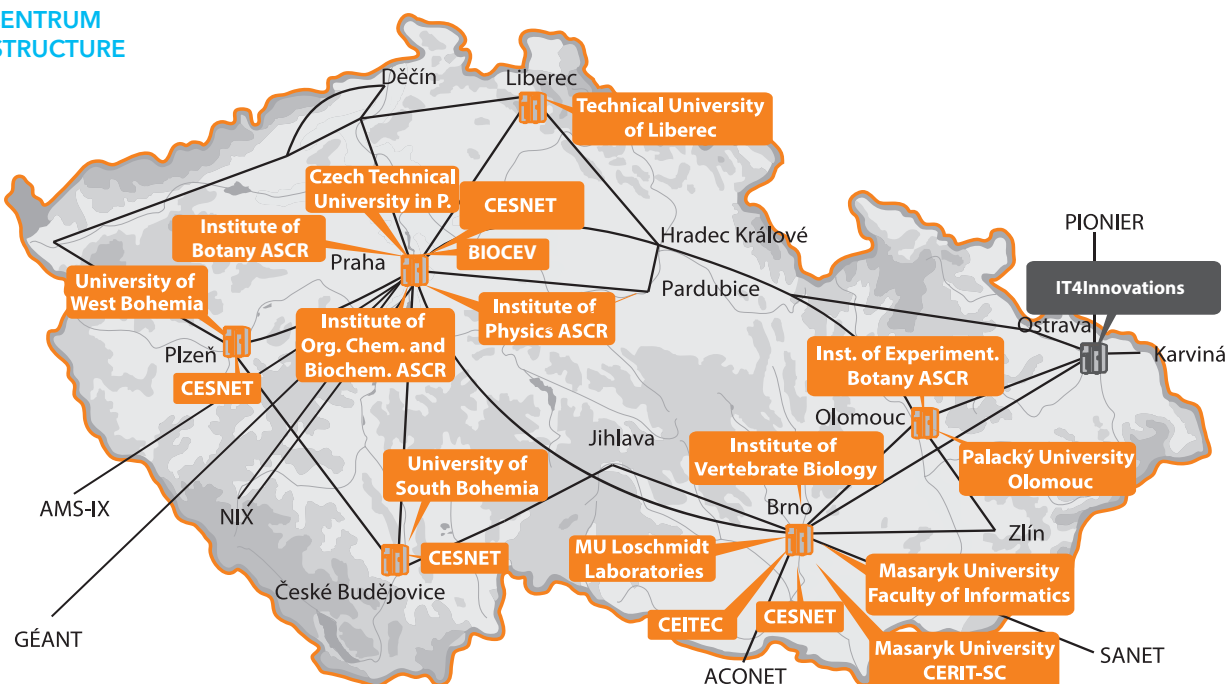 ENTRUM
STRUCTURE
Děčín
Liberec
Technical University
of Liberec
Czech Technical
University in P.
CESNET
Institute of
Botany ASCR
Praha
BIOCEV
Hradec Králové
PIONIER
University of
West Bohemia
Pardubice
IT4Innovations
Institute of
Physics ASCR
Institute of
Org. Chem. and
Biochem. ASCR
Ostrava
Plzeň
Karviná
Inst. of Experiment.
Botany ASCR
CESNET
Olomouc
Jihlava
Institute of
Vertebrate Biology
University of
South Bohemia
Palacký University
Olomouc
AMS-IX
NIX
Brno
Zlín
CESNET
MU Loschmidt
Laboratories
Masaryk University
Faculty of Informatics
České Budějovice
CEITEC
CESNET
GÉANT
Masaryk University
CERIT-SC
SANET
ACONET